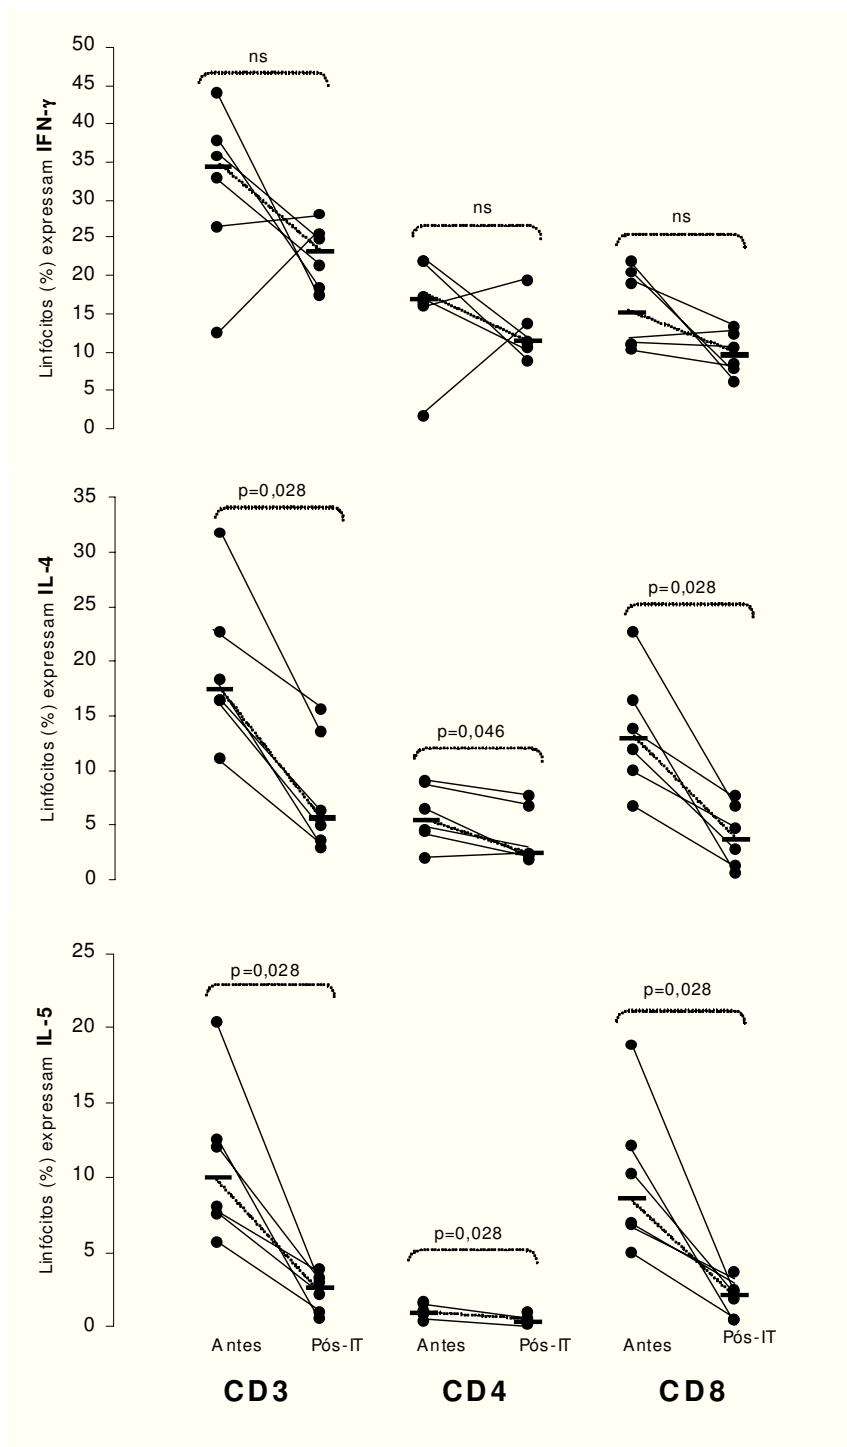 Linfócitos (%) expressam IFN-γ
50
45
40
35
30
25
20
15
10
5
0
ns
ns
ns
Linfócitos (%) expressam IL-4
35
30
25
20
15
10
5
0
p=0,028
p=0,046
p=0,028
Linfócitos (%) expressam IL-5
25
20
15
10
5
0
p=0,028
p=0,028
p=0,028
Antes Pós-IT Antes Pós-IT Antes Pós-IT
CD3 CD4 CD8